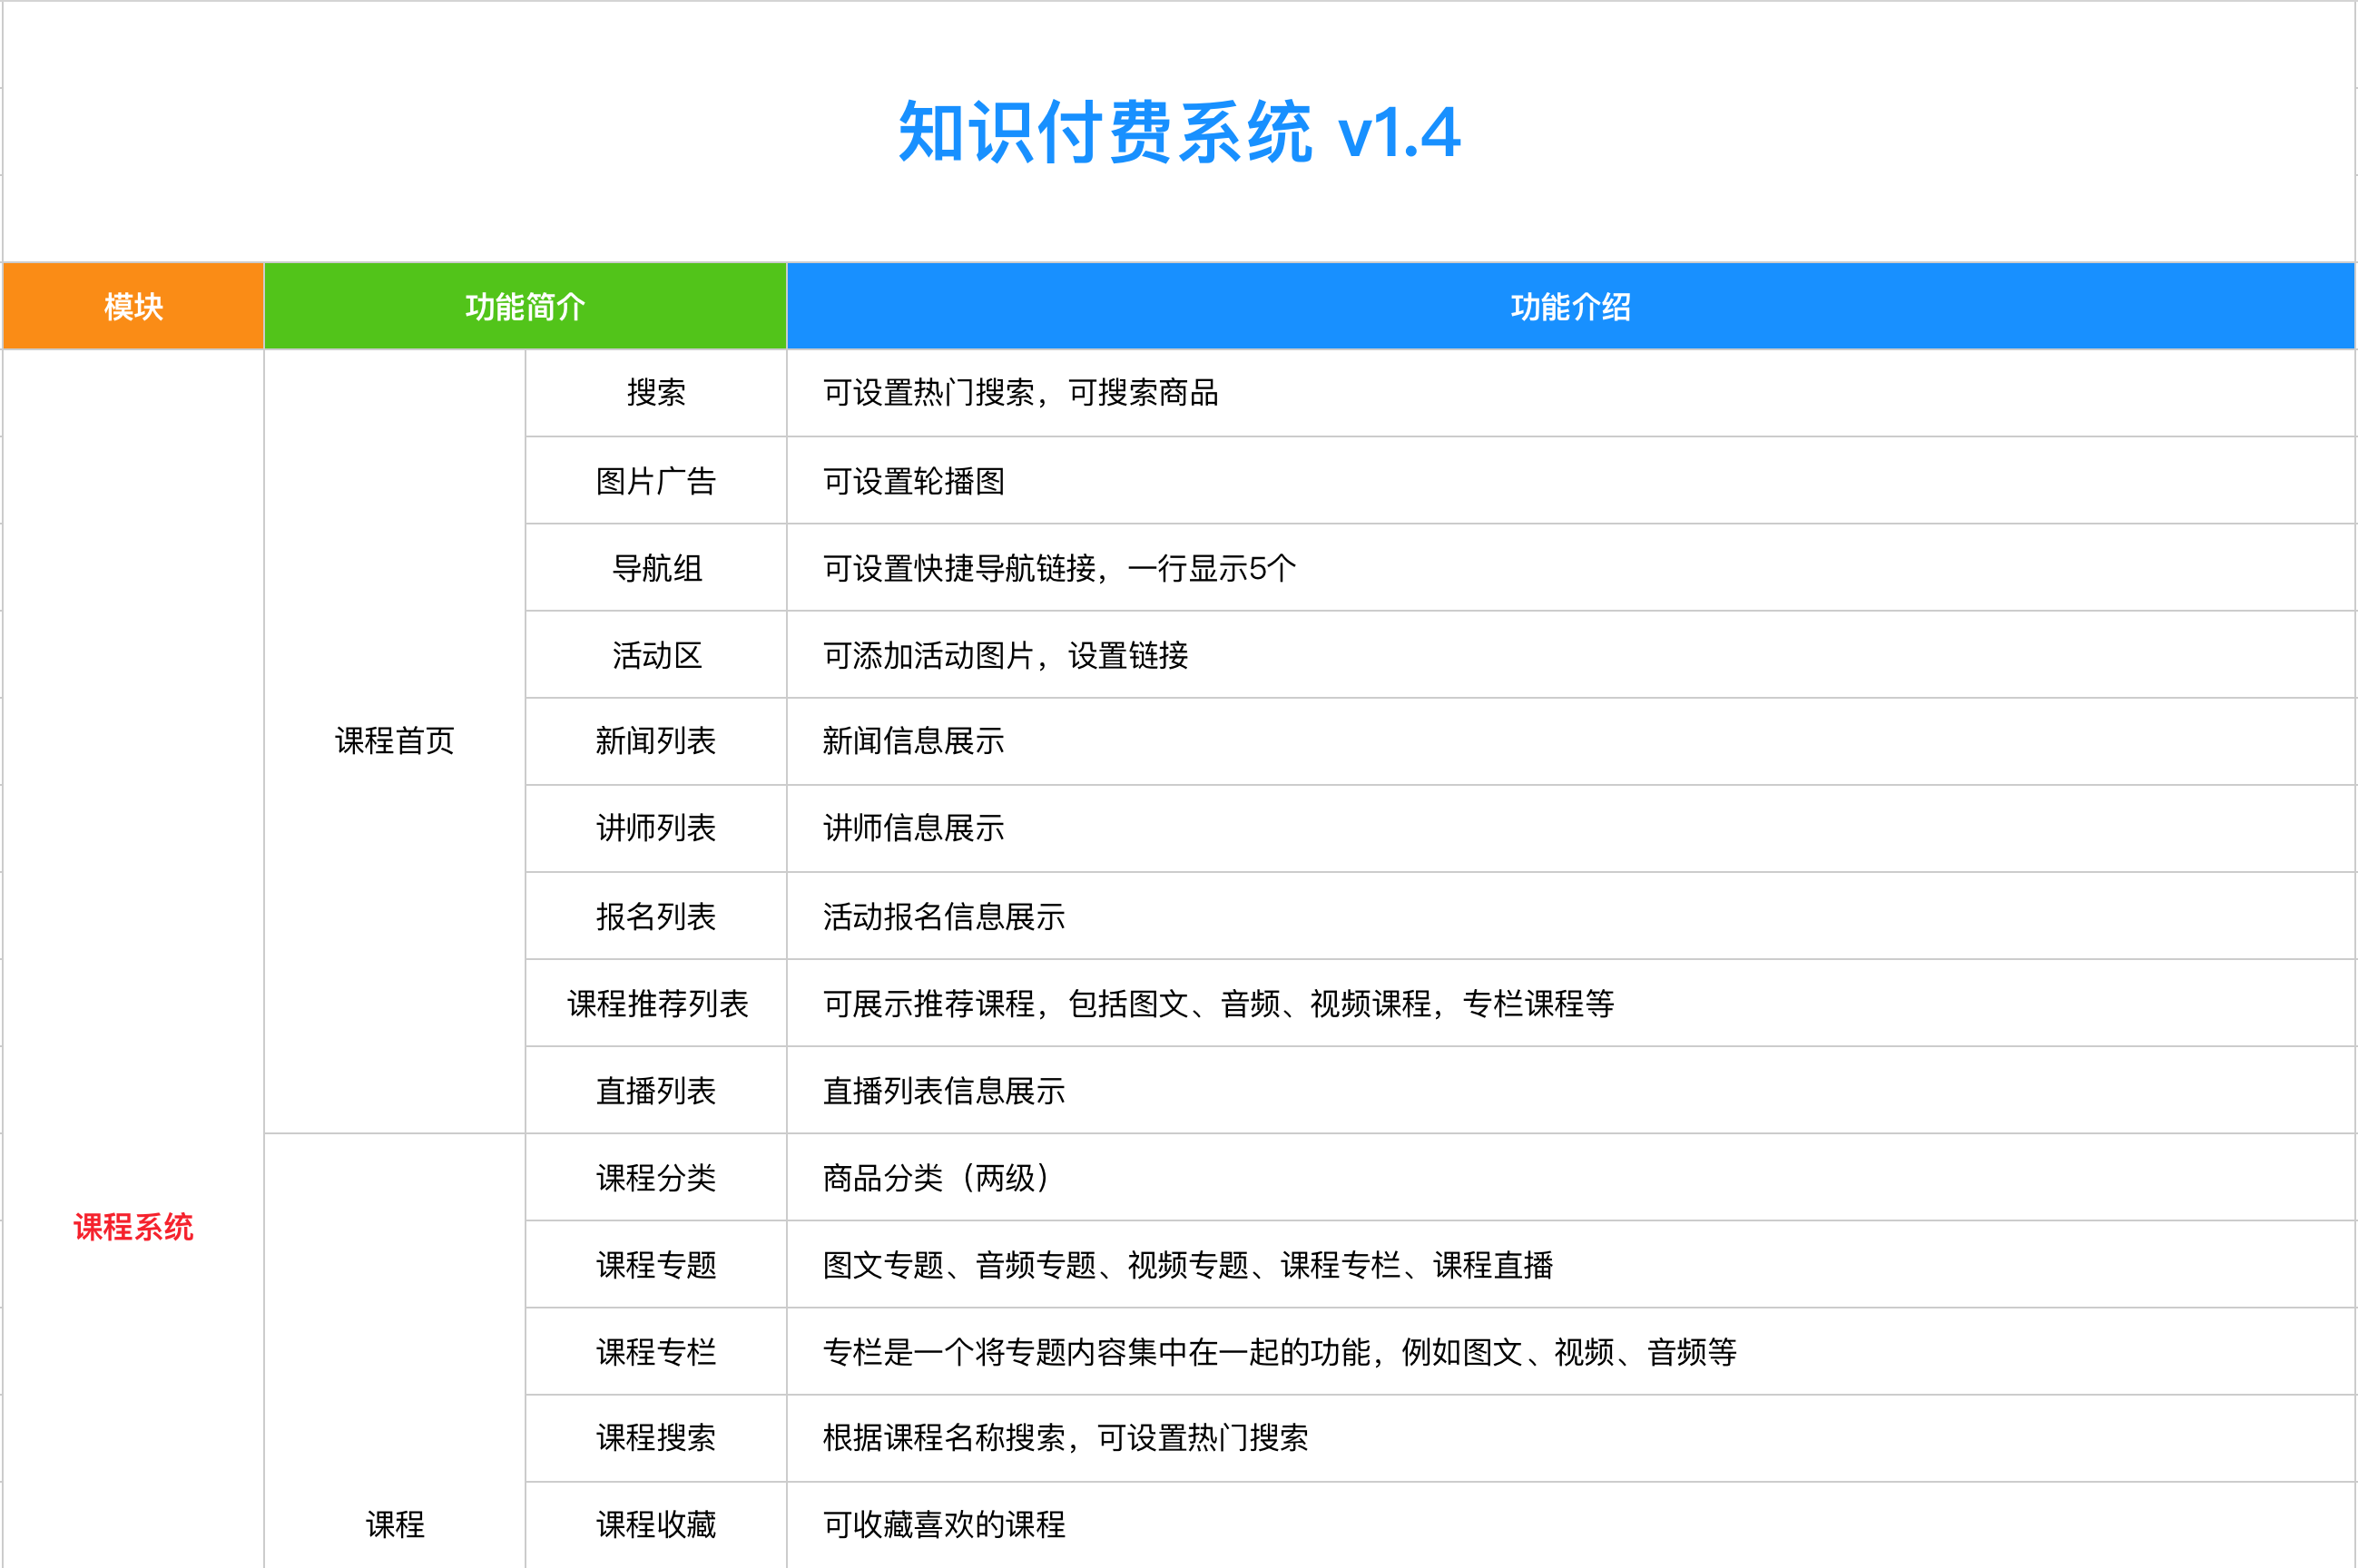 知识付费系统 v1.4
模块 功能简介 功能介绍
搜索 可设置热门搜索，可搜索商品
图片广告 可设置轮播图
导航组 可设置快捷导航链接，一行显示5个
活动区 可添加活动图片，设置链接
课程首页 新闻列表 新闻信息展示
讲师列表 讲师信息展示
报名列表 活动报名信息展示
课程推荐列表 可展示推荐课程，包括图文、音频、视频课程，专栏课程等
直播列表 直播列表信息展示
课程分类 商品分类（两级）
课程系统
课程专题 图文专题、音频专题、视频专题、课程专栏、课程直播
课程专栏 专栏是一个将专题内容集中在一起的功能，例如图文、视频、音频等
课程搜索 根据课程名称搜索，可设置热门搜索
课程 课程收藏 可收藏喜欢的课程